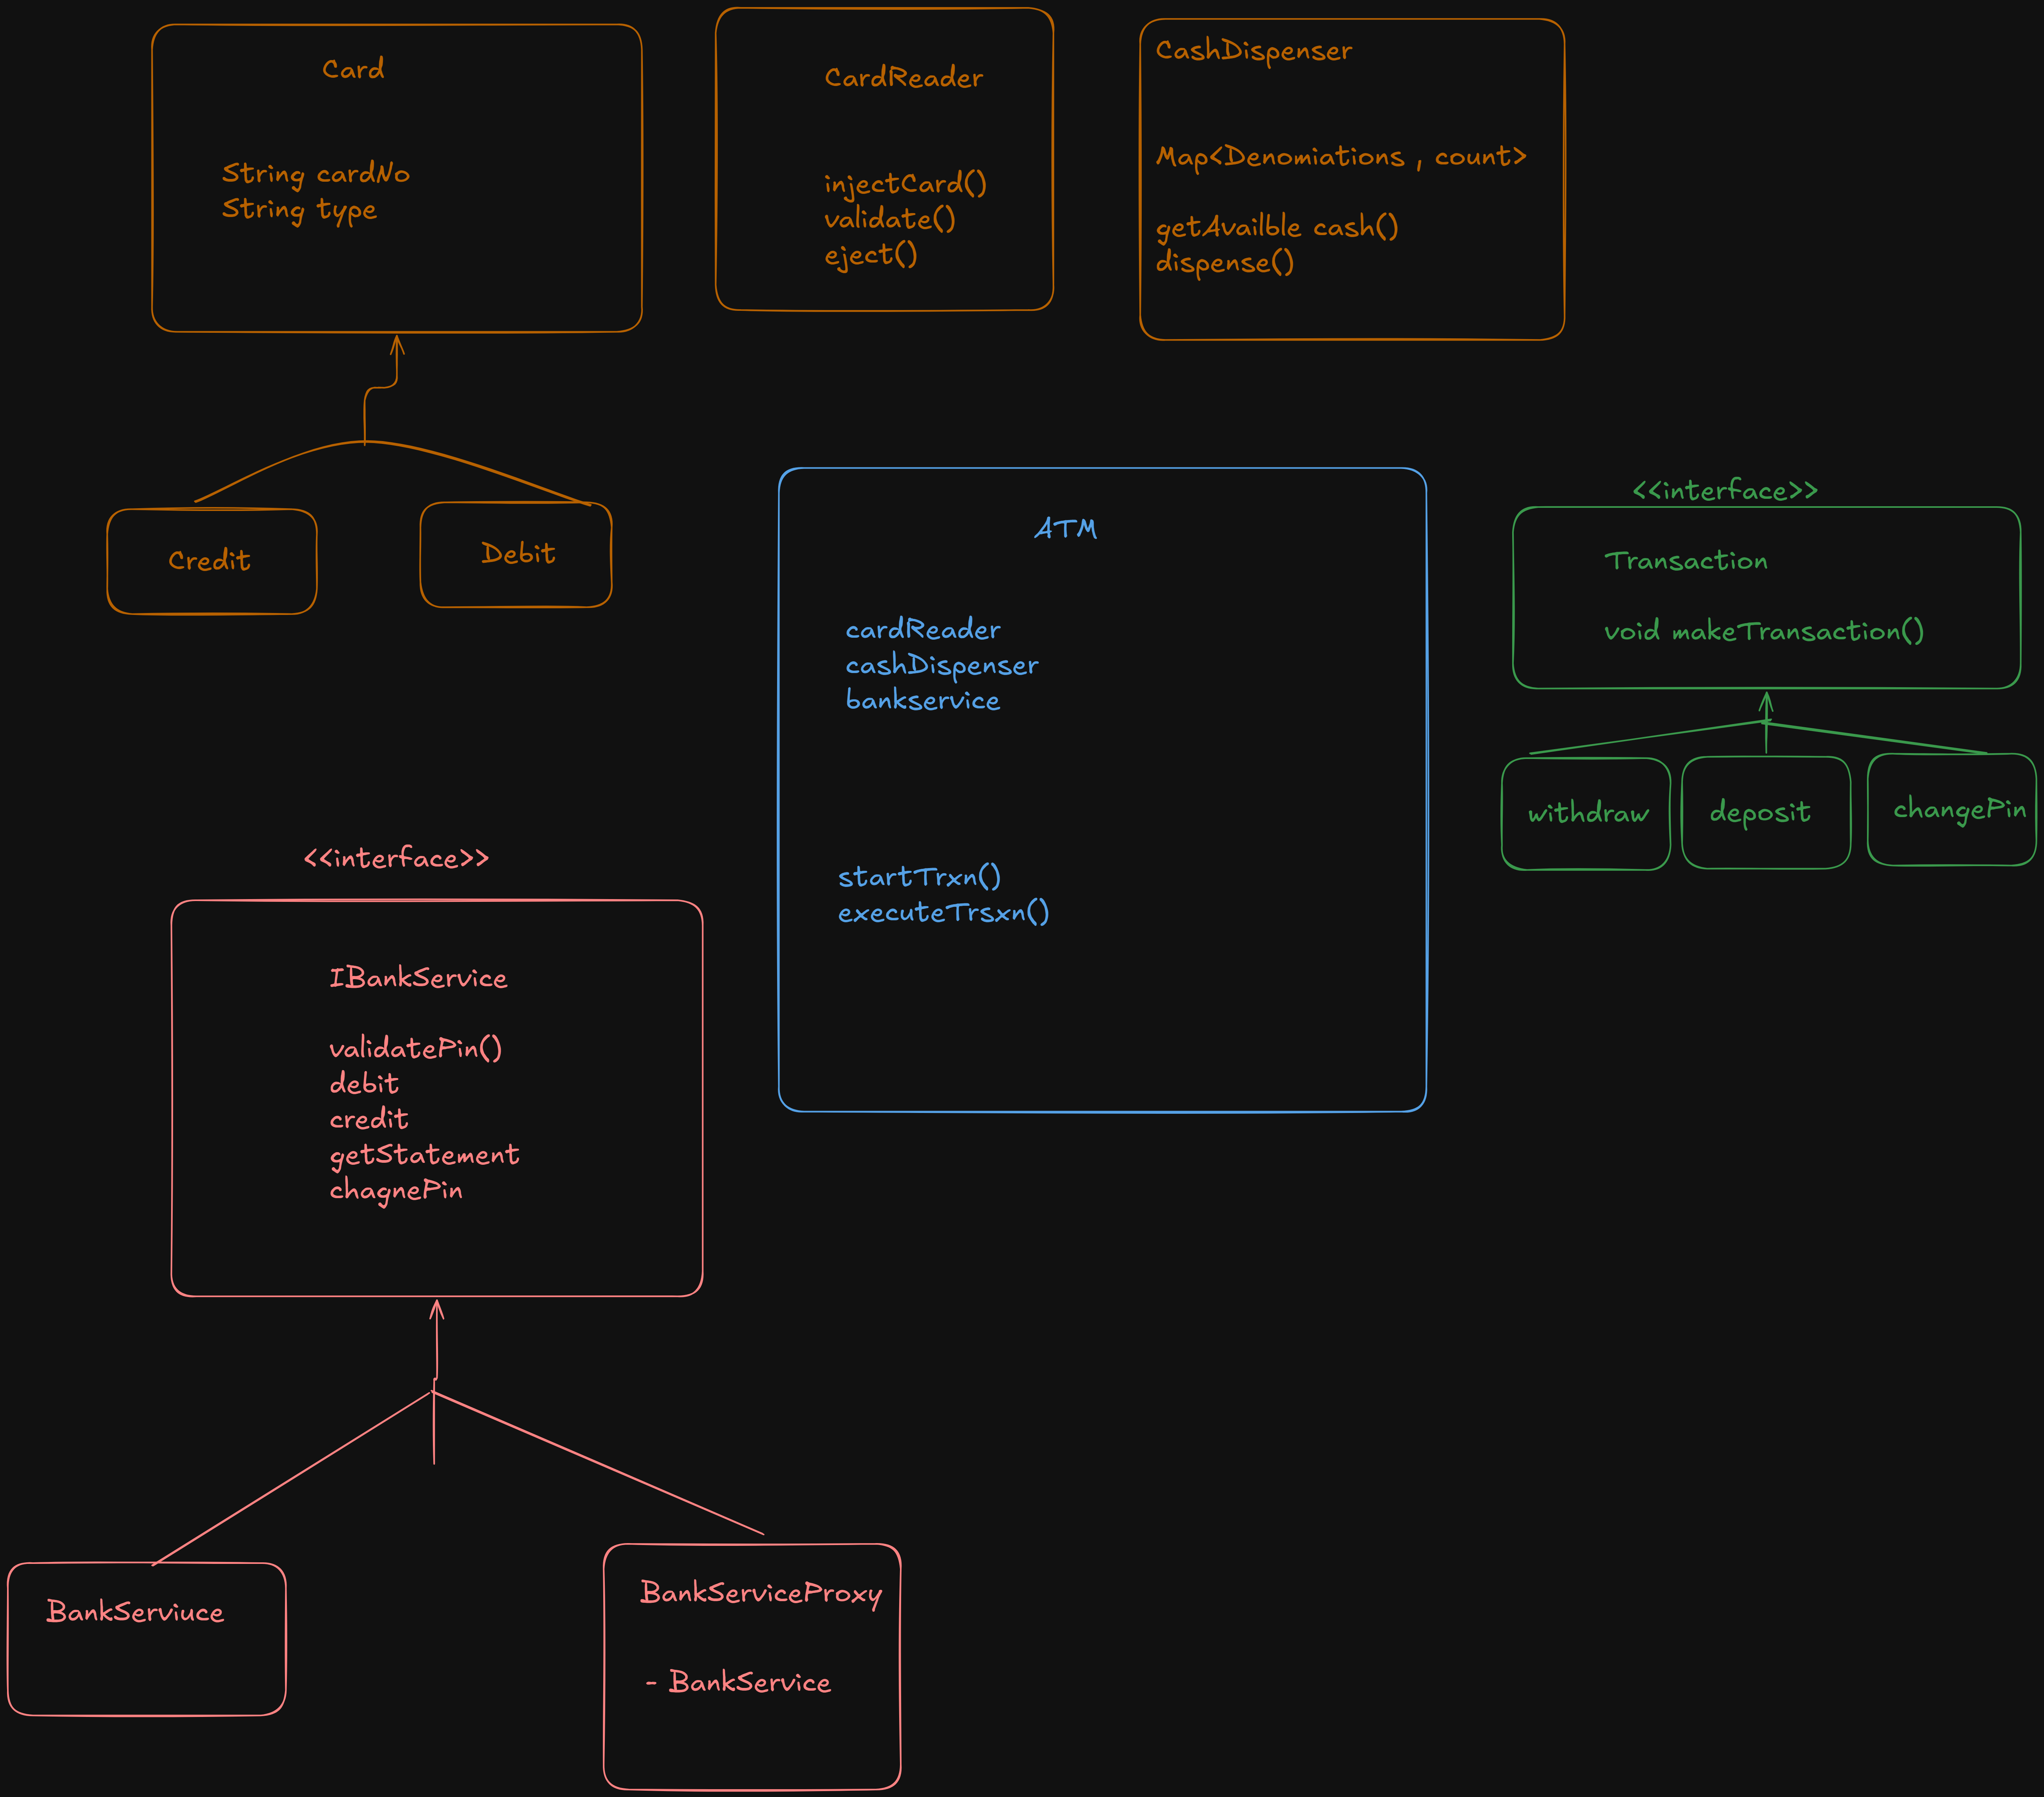 Card
String cardNo
String type
CardReader
injectCard()
validate()
eject()
CashDispenser
Map<Denomiations , count>
getAvailble cash()
dispense()
Credit
Debit
ATM
cardReader
cashDispenser
bankservice
startTrxn()
executeTrsxn()
<<interface>>
Transaction
void makeTransaction()
withdraw
deposit
changePin
<<interface>>
IBankService
validatePin()
debit
credit
getStatement
chagnePin
BankServiuce
BankServiceProxy
- BankService